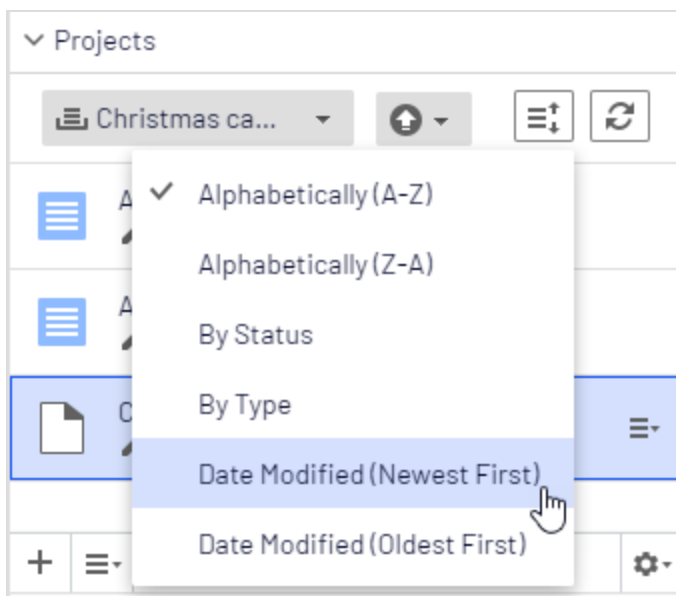 Projects
Christmas ca...
Alphabetically (A-Z)
Alphabetically (Z-A)
By Status
By Type
Date Modified (Newest First)
Date Modified (Oldest First)